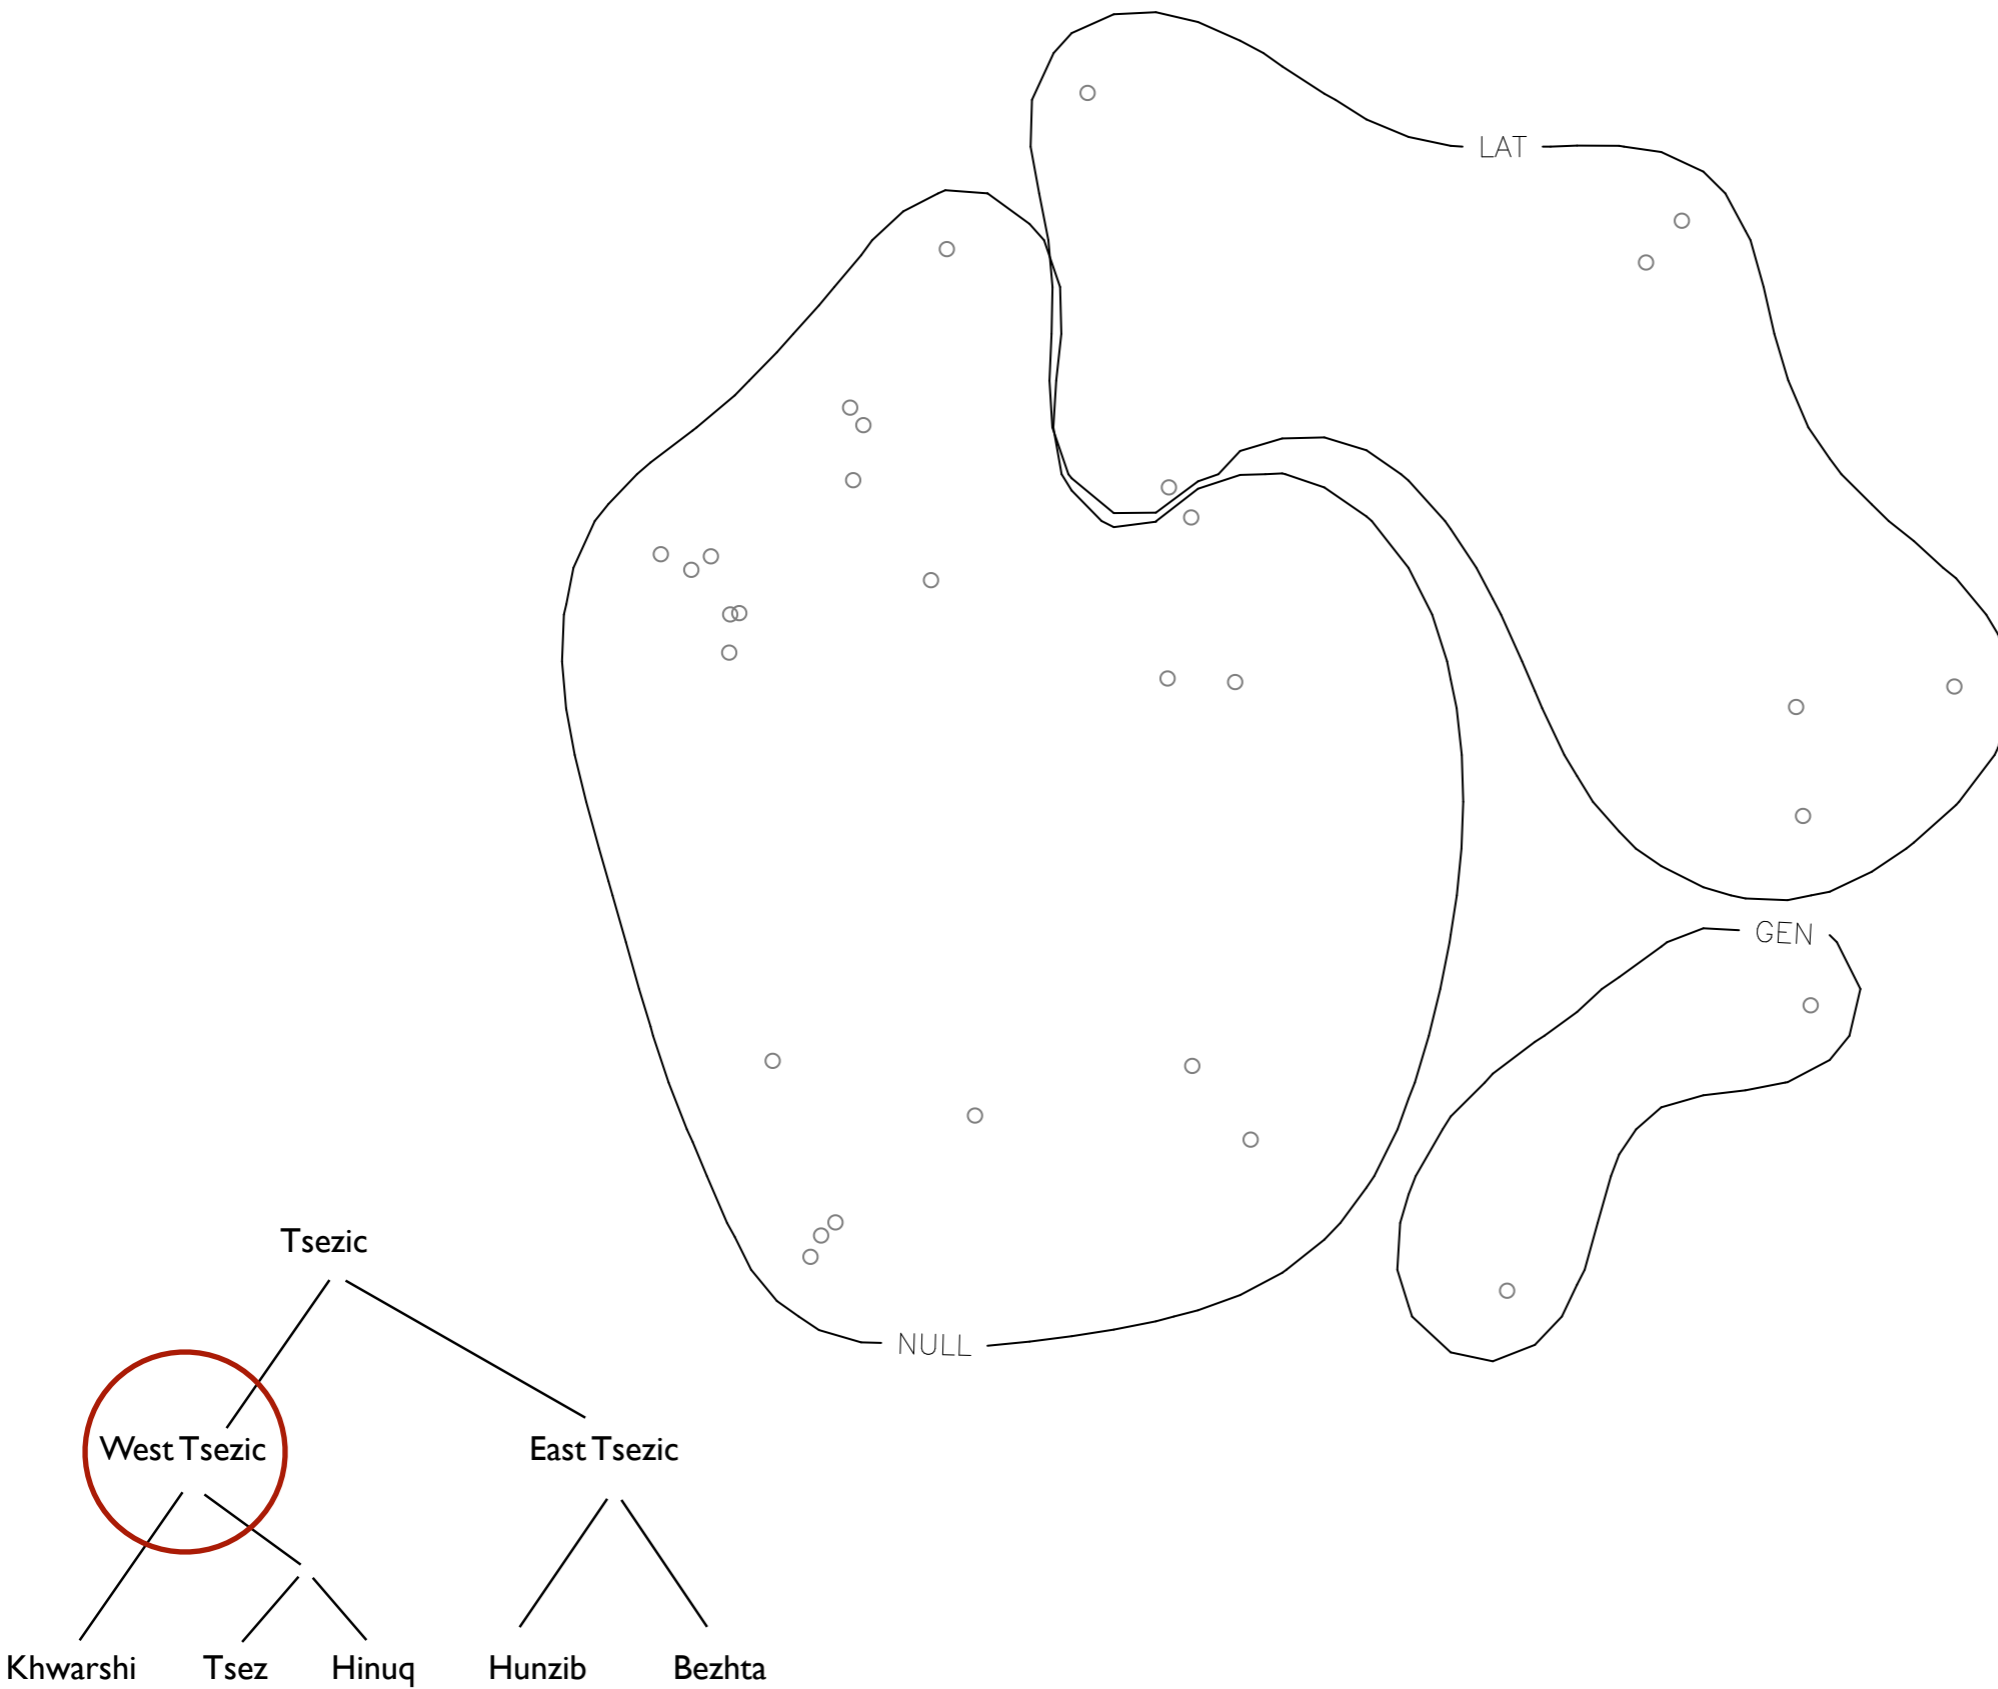 LAT
GEN
NULL
Tsezic
West Tsezic East Tsezic
Khwarshi Tsez Hinuq Hunzib Bezhta